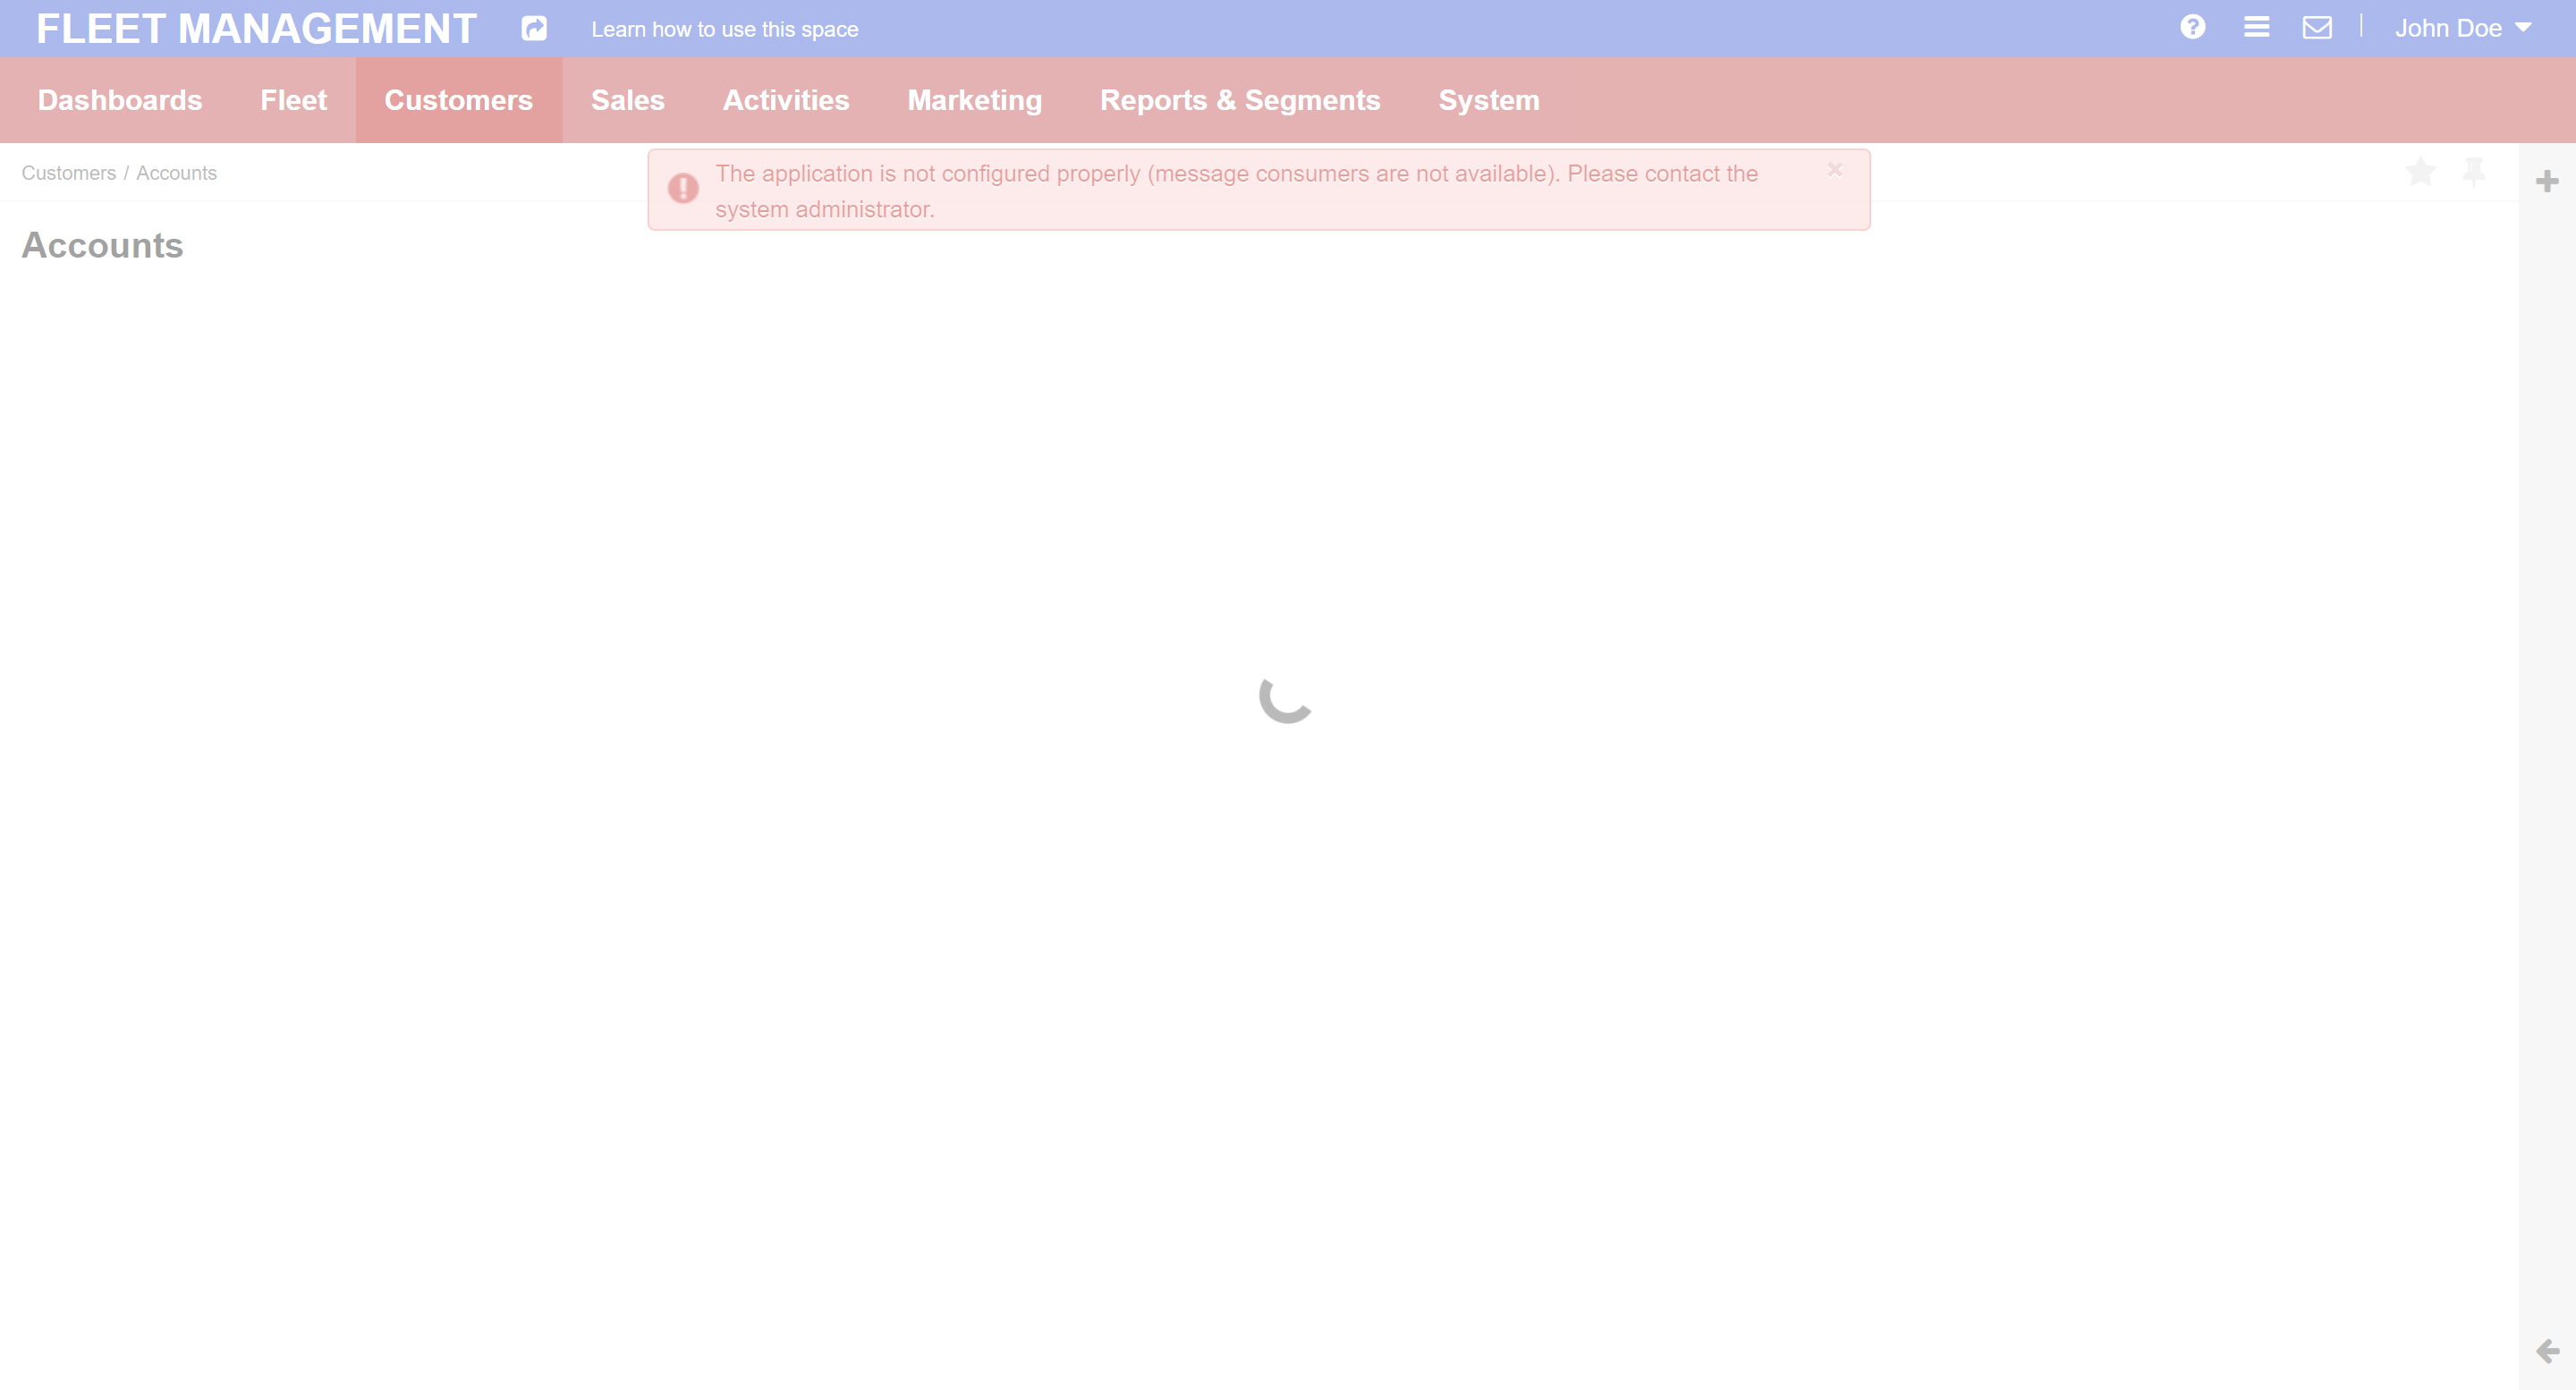 FLEET MANAGEMENT
Learn how to use this space
John Doe
Dashboards
Fleet
Customers
Sales
Activities
Marketing
Reports & Segments
System
Customers / Accounts
The application is not configured properly (message consumers are not available). Please contact the
system administrator.
×
Accounts